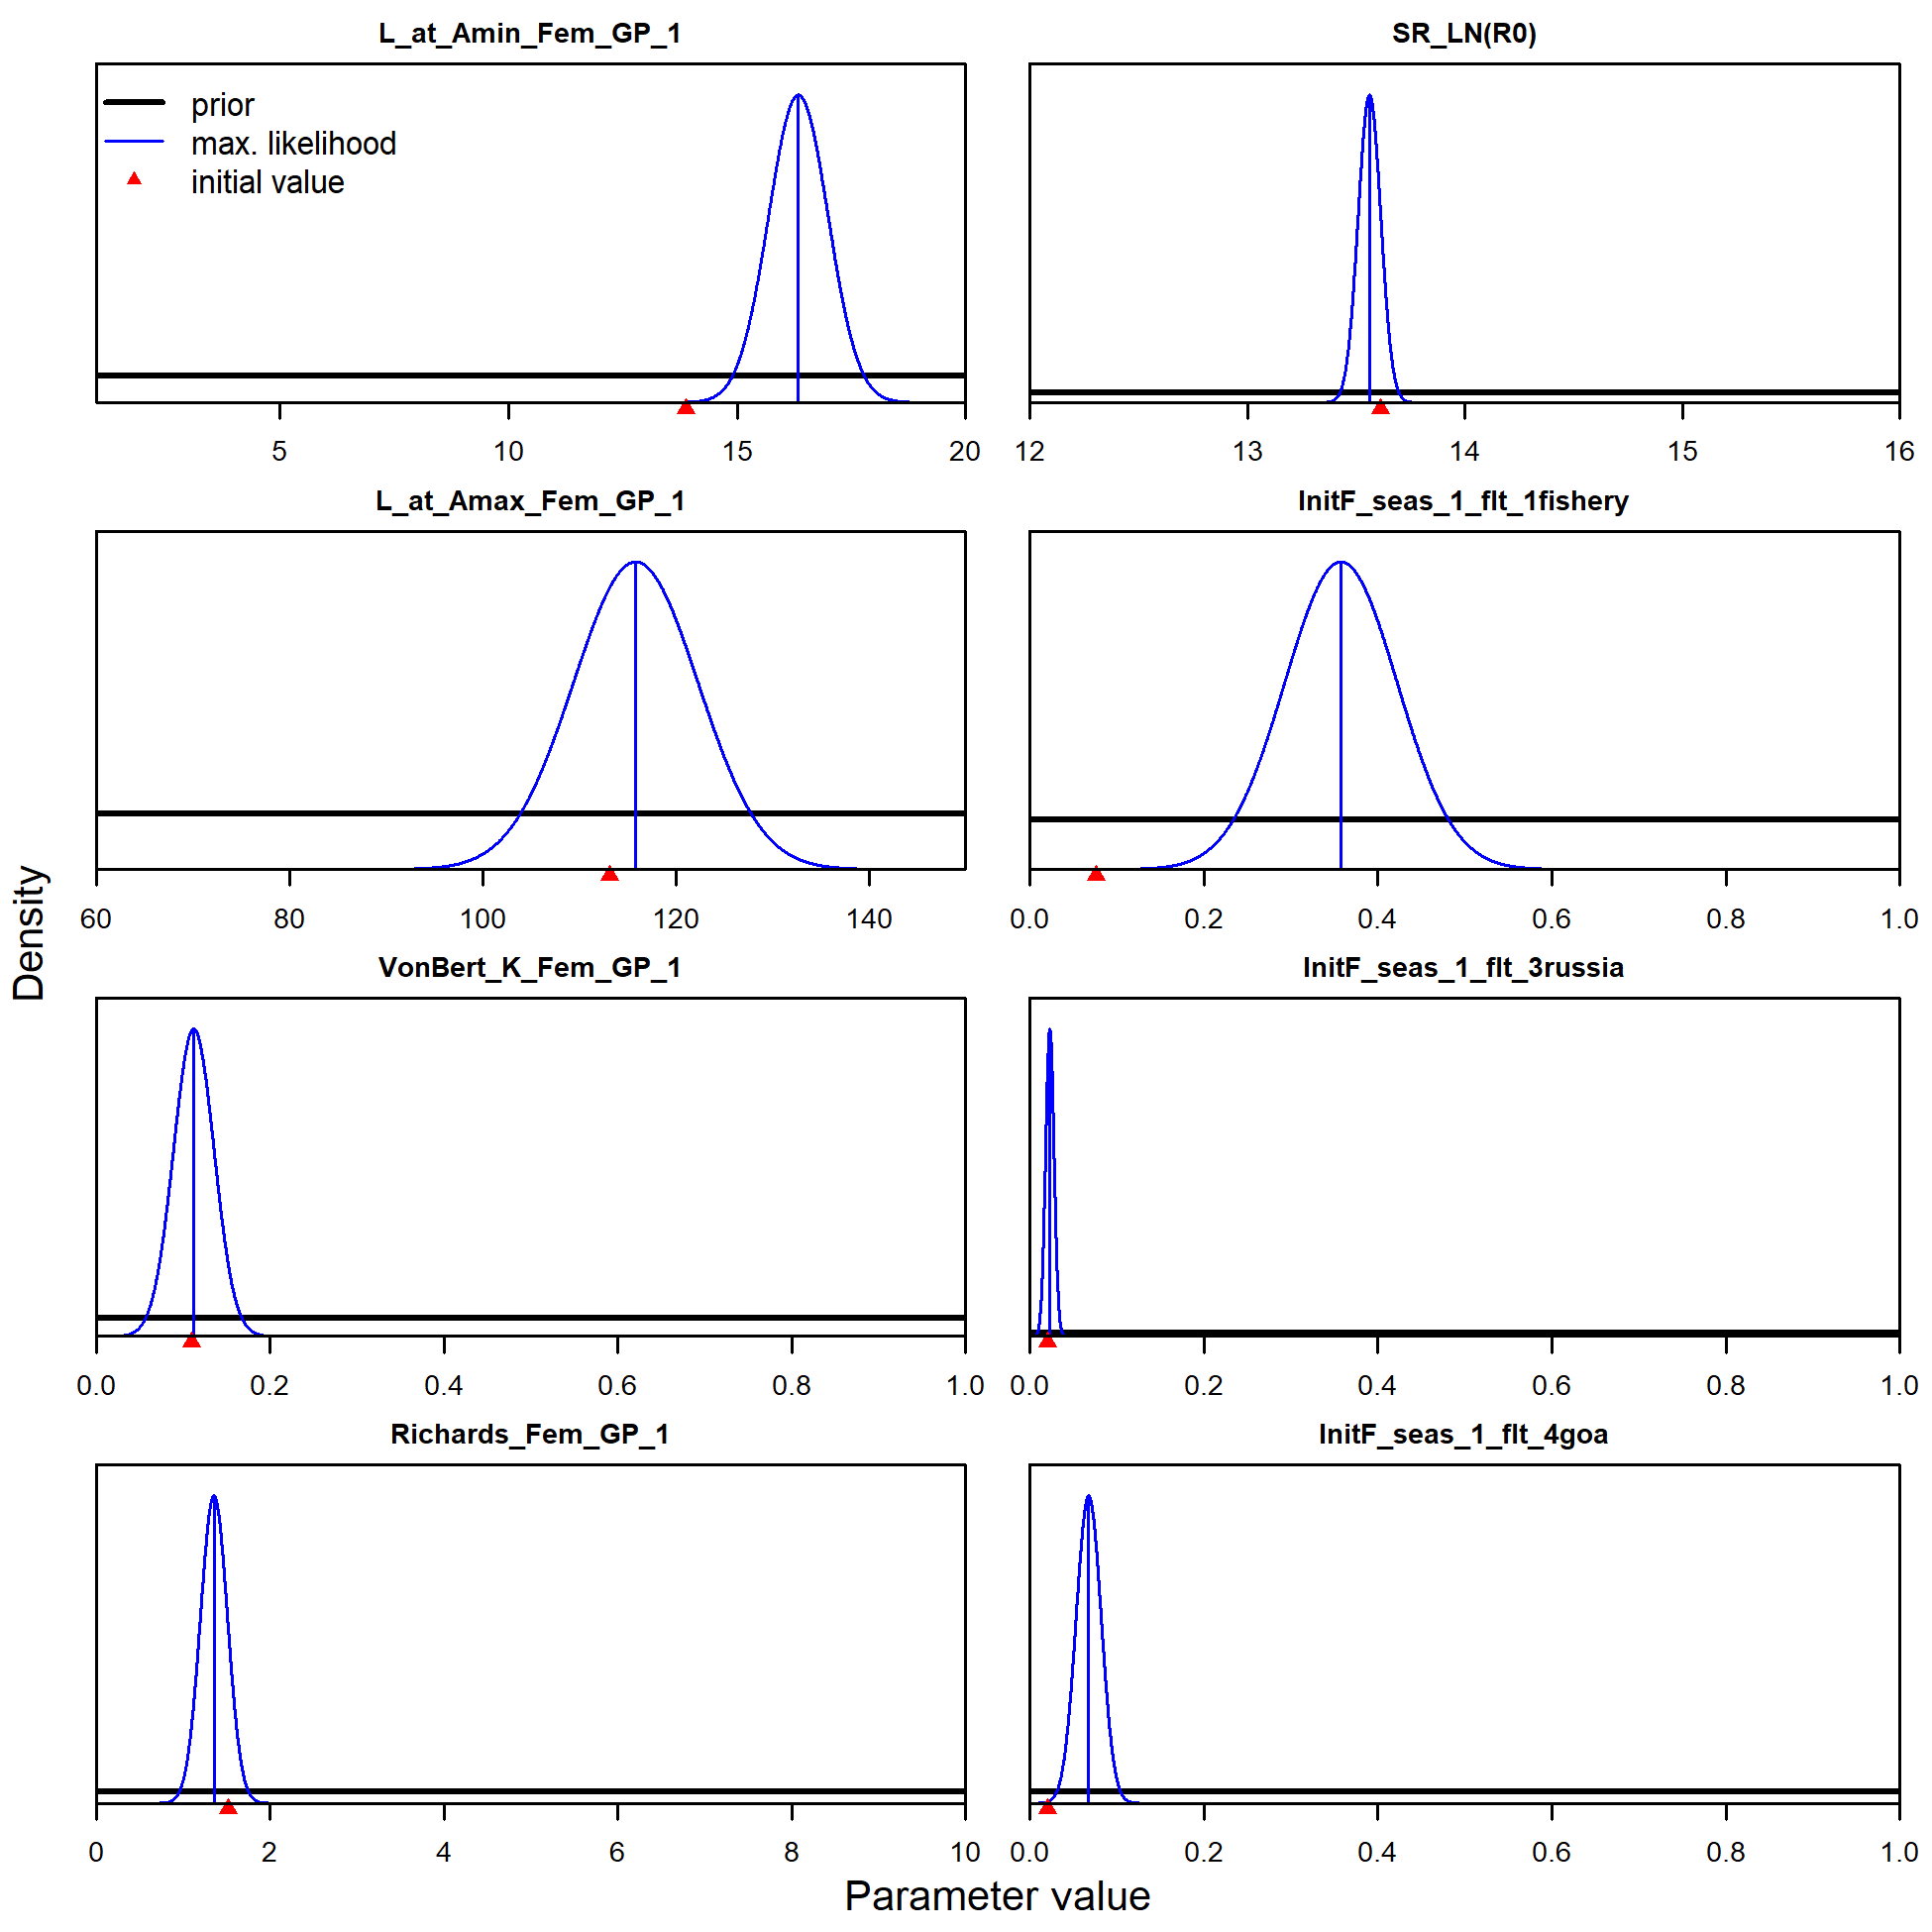 L_at_Amin_Fem_GP_1
prior
max. likelihood
initial value
5 10 15 20
SR_LN(R0)
12 13 14 15 16
L_at_Amax_Fem_GP_1
60 80 100 120 140
InitF_seas_1_flt_1fishery
0.0 0.2 0.4 0.6 0.8 1.0
VonBert_K_Fem_GP_1
0.0 0.2 0.4 0.6 0.8 1.0
InitF_seas_1_flt_3russia
0.0 0.2 0.4 0.6 0.8 1.0
Richards_Fem_GP_1
0 2 4 6 8 10
InitF_seas_1_flt_4goa
0.0 0.2 0.4 0.6 0.8 1.0
Density
Parameter value